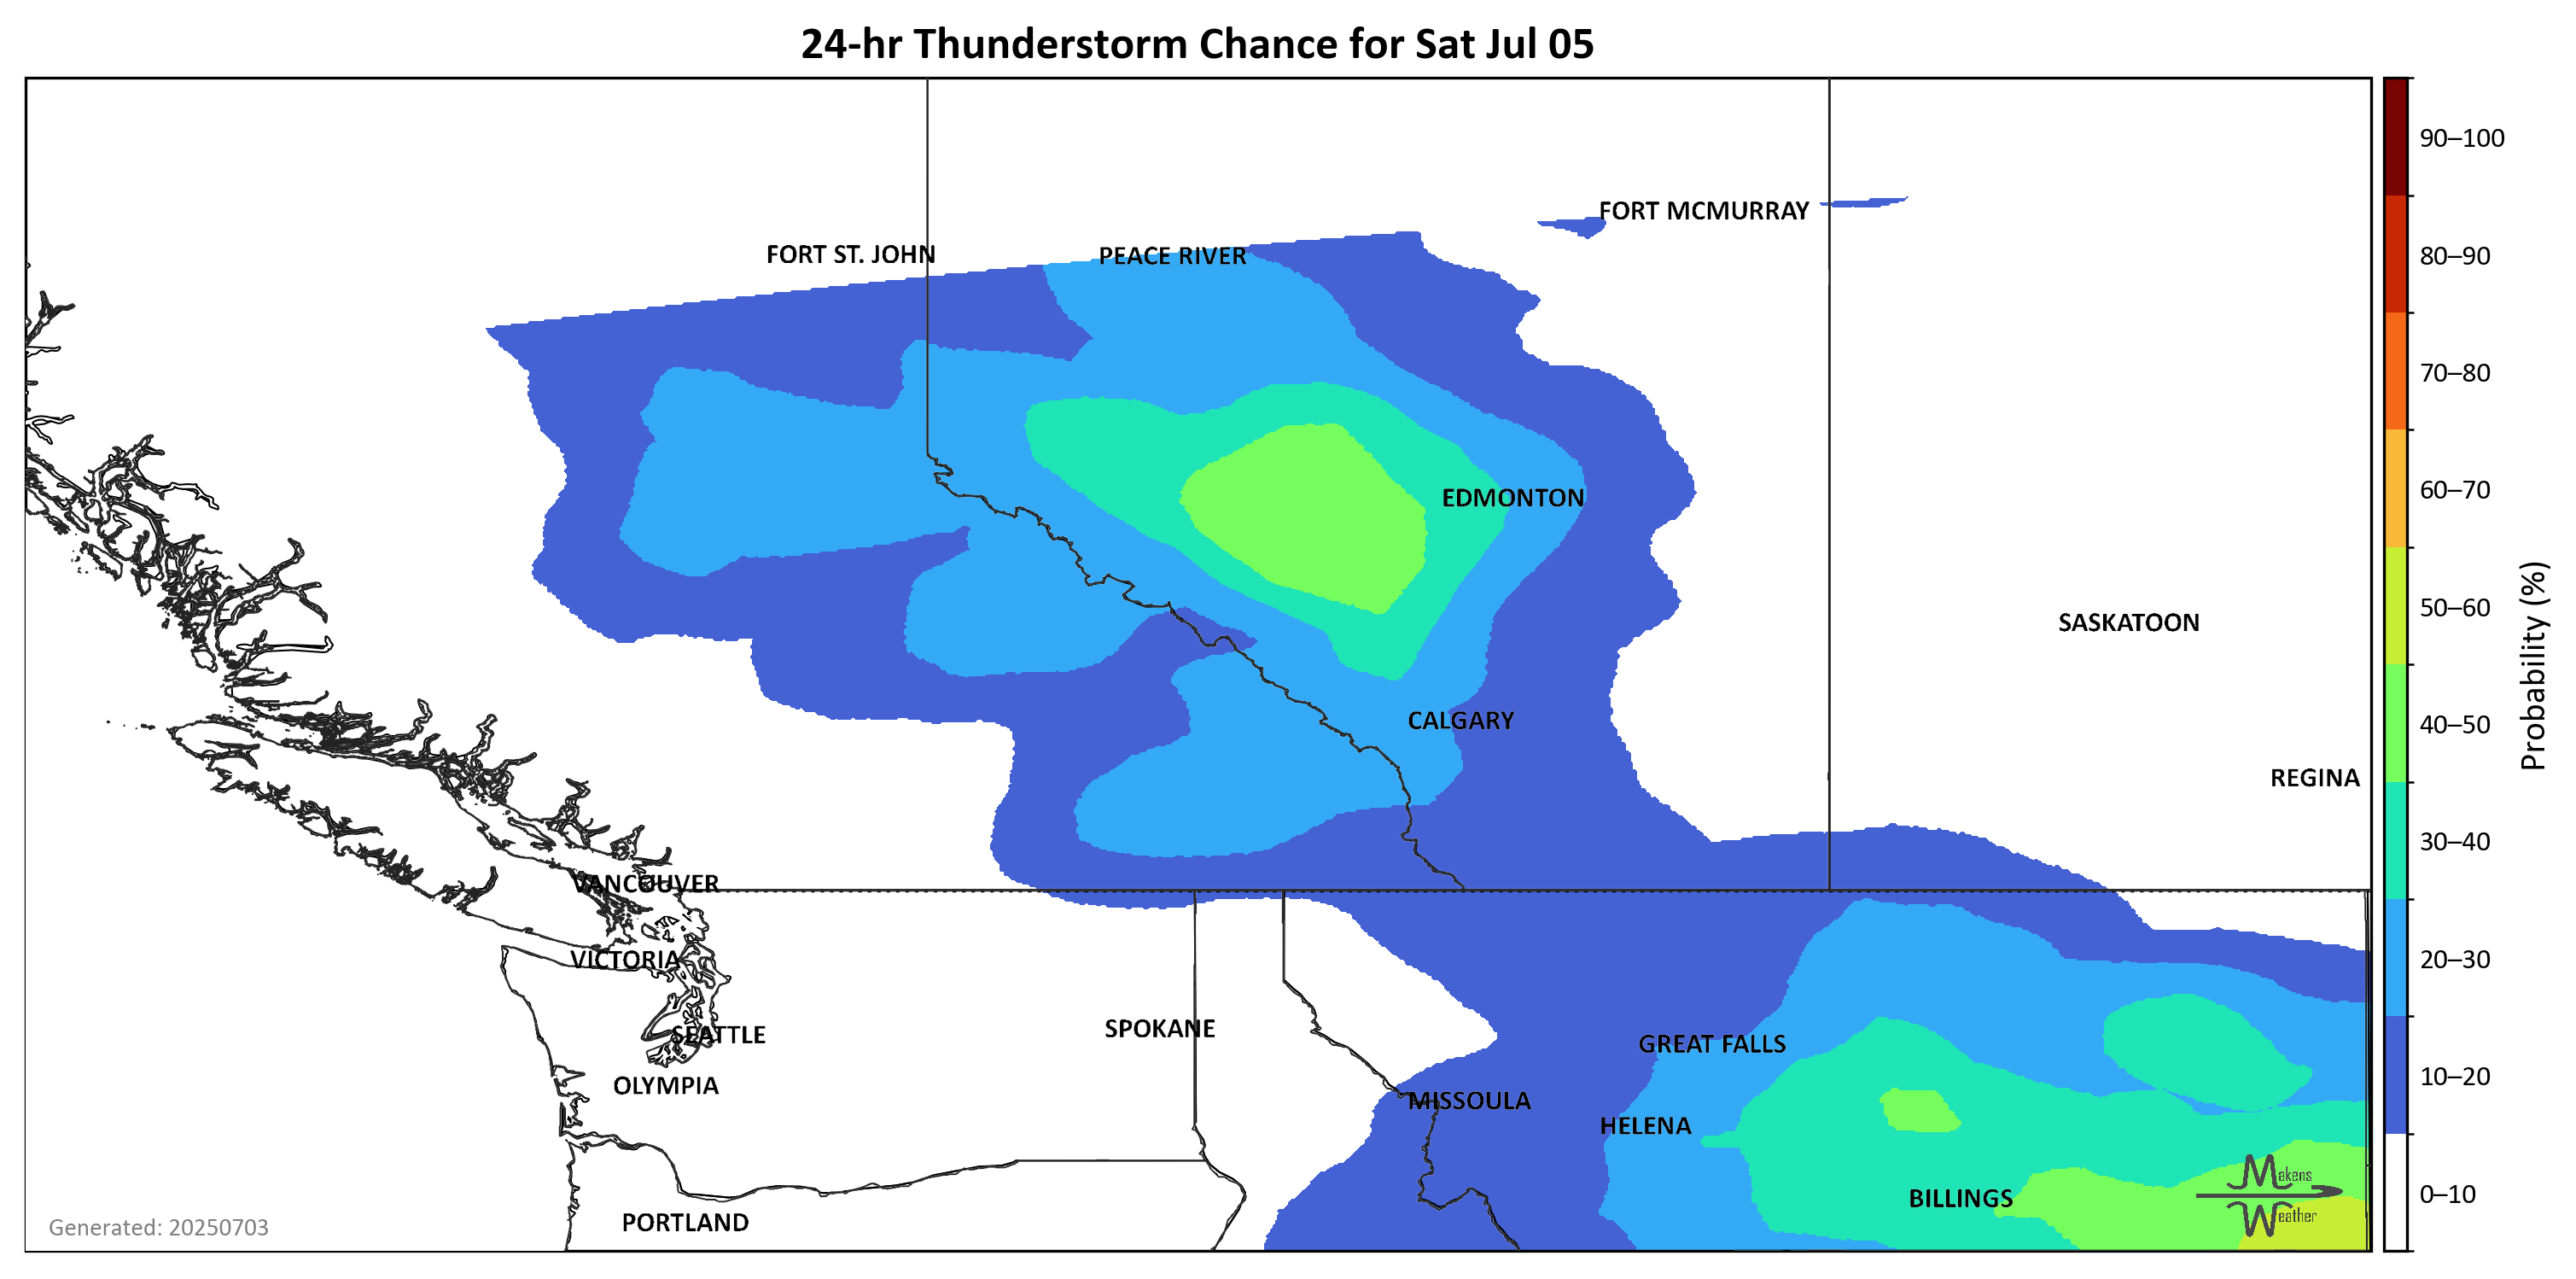 24-hr Thunderstorm Chance for Sat Jul 05
90–100
80–90
70–80
60–70
50–60
40–50
30–40
20–30
10–20
0–10
Probability (%)
FORT MCMURRAY
FORT ST. JOHN
PEACE RIVER
EDMONTON
SASKATOON
CALGARY
REGINA
VANCOUVER
VICTORIA
SEATTLE
SPOKANE
GREAT FALLS
OLYMPIA
MISSOULA
HELENA
BILLINGS
PORTLAND
Makens
Weather
Generated: 20250703